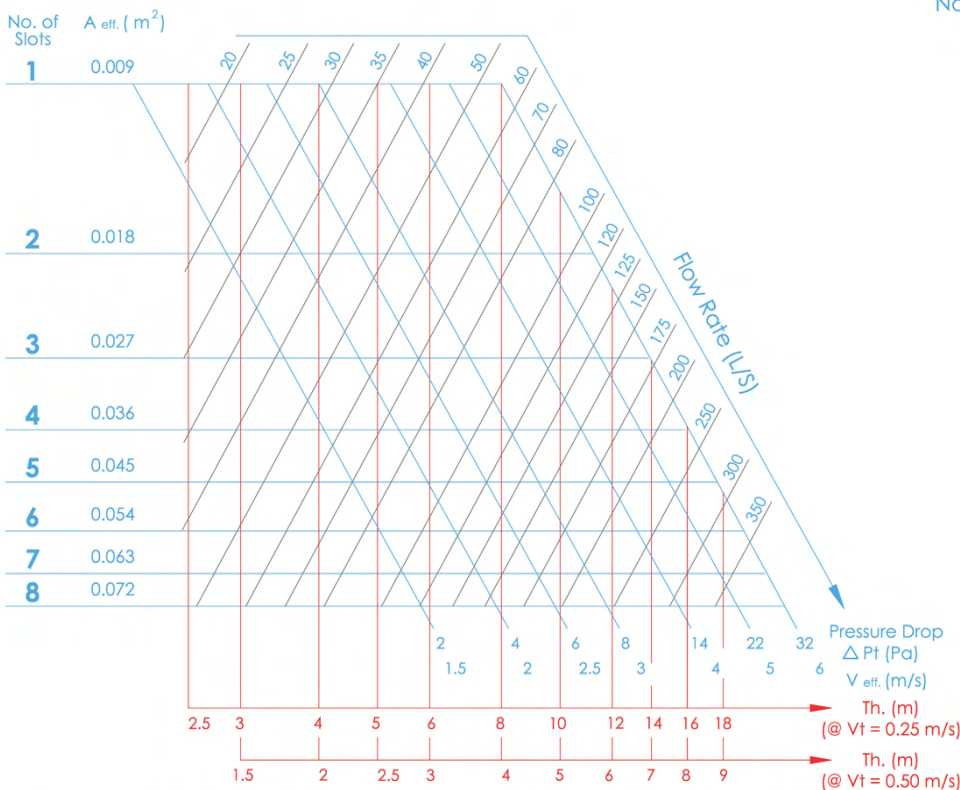 No
No. of A eff. ( m²)
Slots
1 0.009
2 0.018
3 0.027
4 0.036
5 0.045
6 0.054
7 0.063
8 0.072
20 25 30 35 40 50 60 70 80 100 120 125 150 175 200 250 300 350
Flow Rate (L/S)
2 4 6 8 14 22 32 Pressure Drop
△ Pt (Pa)
1.5 2 2.5 3 4 5 6 V eff. (m/s)
2.5 3 4 5 6 8 10 12 14 16 18 Th. (m)
(@ Vt = 0.25 m/s)
1.5 2 2.5 3 4 5 6 7 8 9 Th. (m)
(@ Vt = 0.50 m/s)